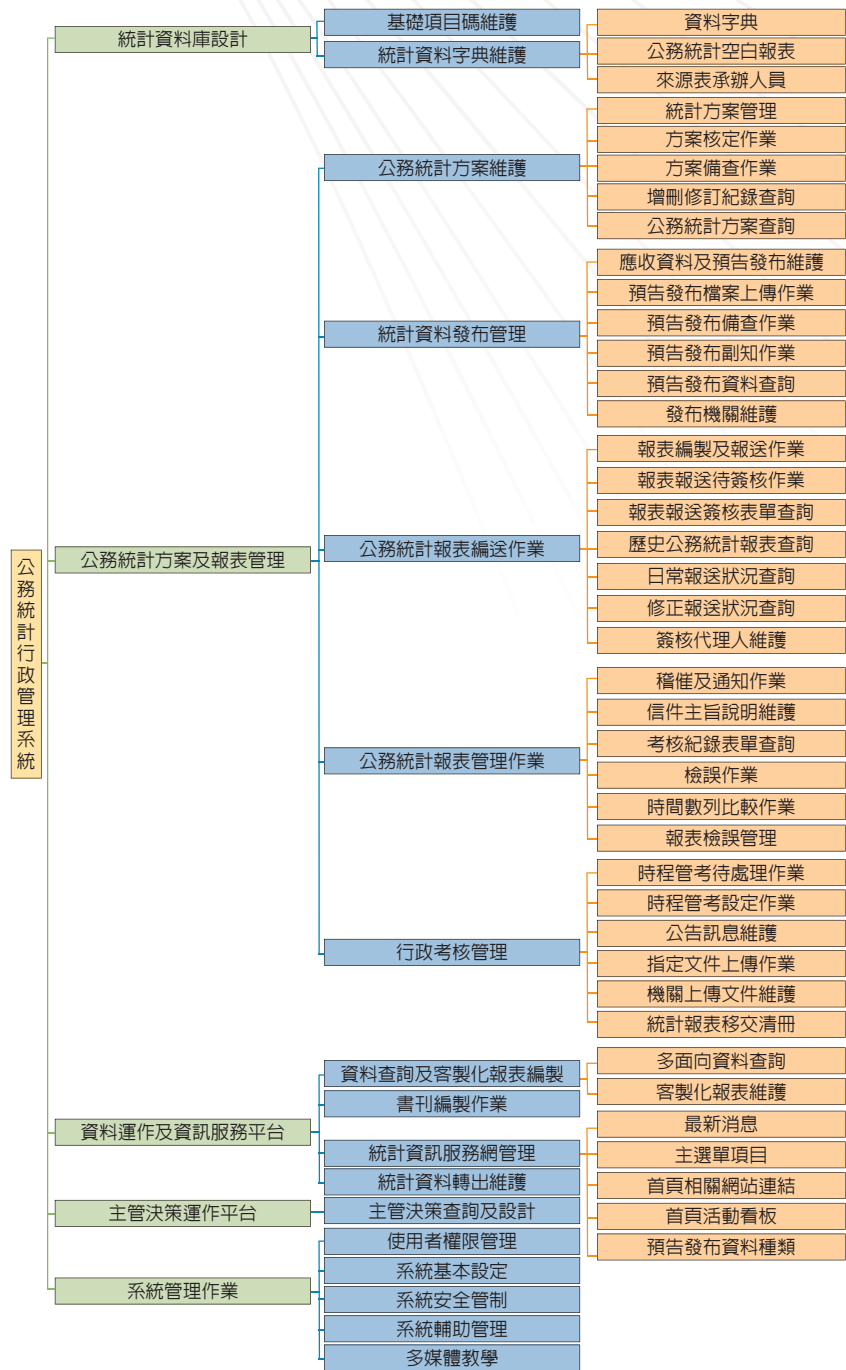 公務統計行政管理系統
統計資料庫設計
基礎項目碼維護
統計資料字典維護
資料字典
公務統計空白報表
來源表承辦人員
公務統計方案及報表管理
公務統計方案維護
統計方案管理
方案核定作業
方案備查作業
增刪修訂紀錄查詢
公務統計方案查詢
統計資料發布管理
應收資料及預告發布維護
預告發布檔案上傳作業
預告發布備查作業
預告發布副知作業
預告發布資料查詢
發布機關維護
公務統計報表編送作業
報表編製及報送作業
報表報送待簽核作業
報表報送簽核表單查詢
歷史公務統計報表查詢
日常報送狀況查詢
修正報送狀況查詢
簽核代理人維護
公務統計報表管理作業
稽催及通知作業
信件主旨說明維護
考核紀錄表單查詢
檢誤作業
時間數列比較作業
報表檢誤管理
行政考核管理
時程管考待處理作業
時程管考設定作業
公告訊息維護
指定文件上傳作業
機關上傳文件維護
統計報表移交清冊
資料運作及資訊服務平台
資料查詢及客製化報表編製
多面向資料查詢
客製化報表維護
書刊編製作業
統計資訊服務網管理
最新消息
主選單項目
首頁相關網站連結
首頁活動看板
預告發布資料種類
統計資料轉出維護
主管決策運作平台
主管決策查詢及設計
系統管理作業
使用者權限管理
系統基本設定
系統安全管制
系統輔助管理
多媒體教學